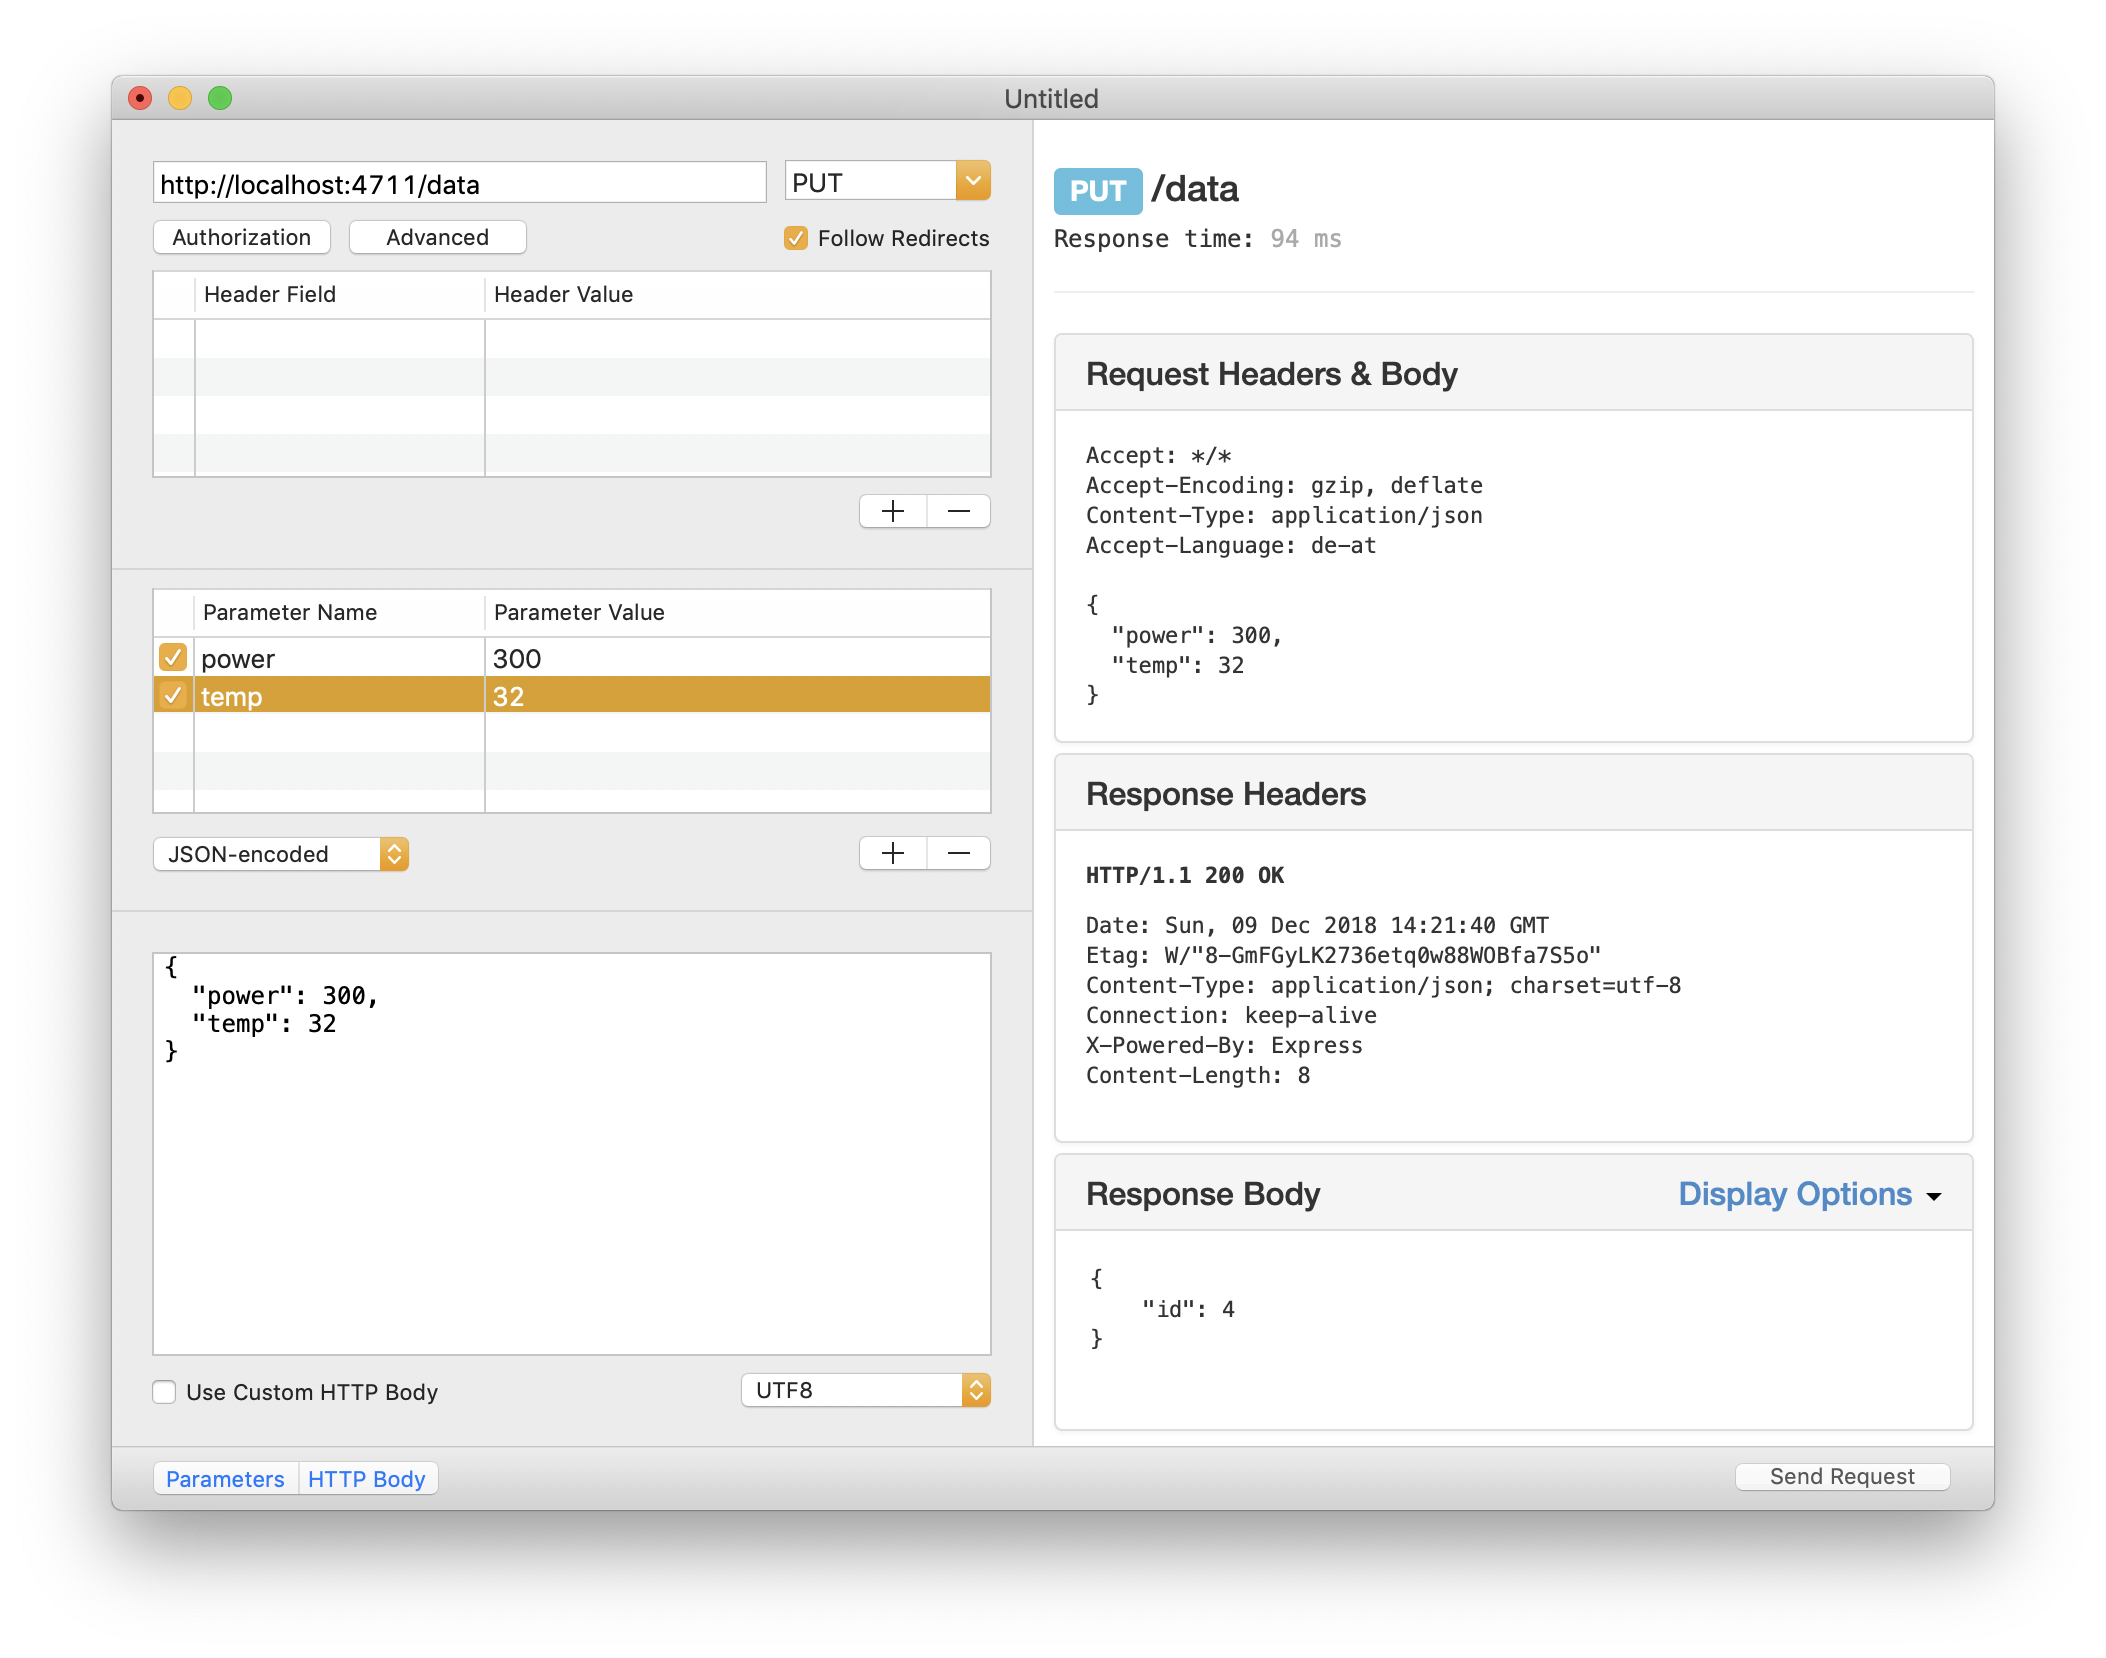 Untitled
http://localhost:4711/data
PUT
Authorization
Advanced
Follow Redirects
Header Field
Header Value
Parameter Name
Parameter Value
power
300
temp
32
JSON-encoded
{
"power": 300,
"temp": 32
}
Use Custom HTTP Body
UTF8
Parameters
HTTP Body
PUT /data
Response time: 94 ms
Request Headers & Body
Accept: */*
Accept-Encoding: gzip, deflate
Content-Type: application/json
Accept-Language: de-at
{
"power": 300,
"temp": 32
}
Response Headers
HTTP/1.1 200 OK
Date: Sun, 09 Dec 2018 14:21:40 GMT
Etag: W/"8-GmFGyLK2736etq0w88WOBfa7S5o"
Content-Type: application/json; charset=utf-8
Connection: keep-alive
X-Powered-By: Express
Content-Length: 8
Response Body
Display Options
{
"id": 4
}
Send Request